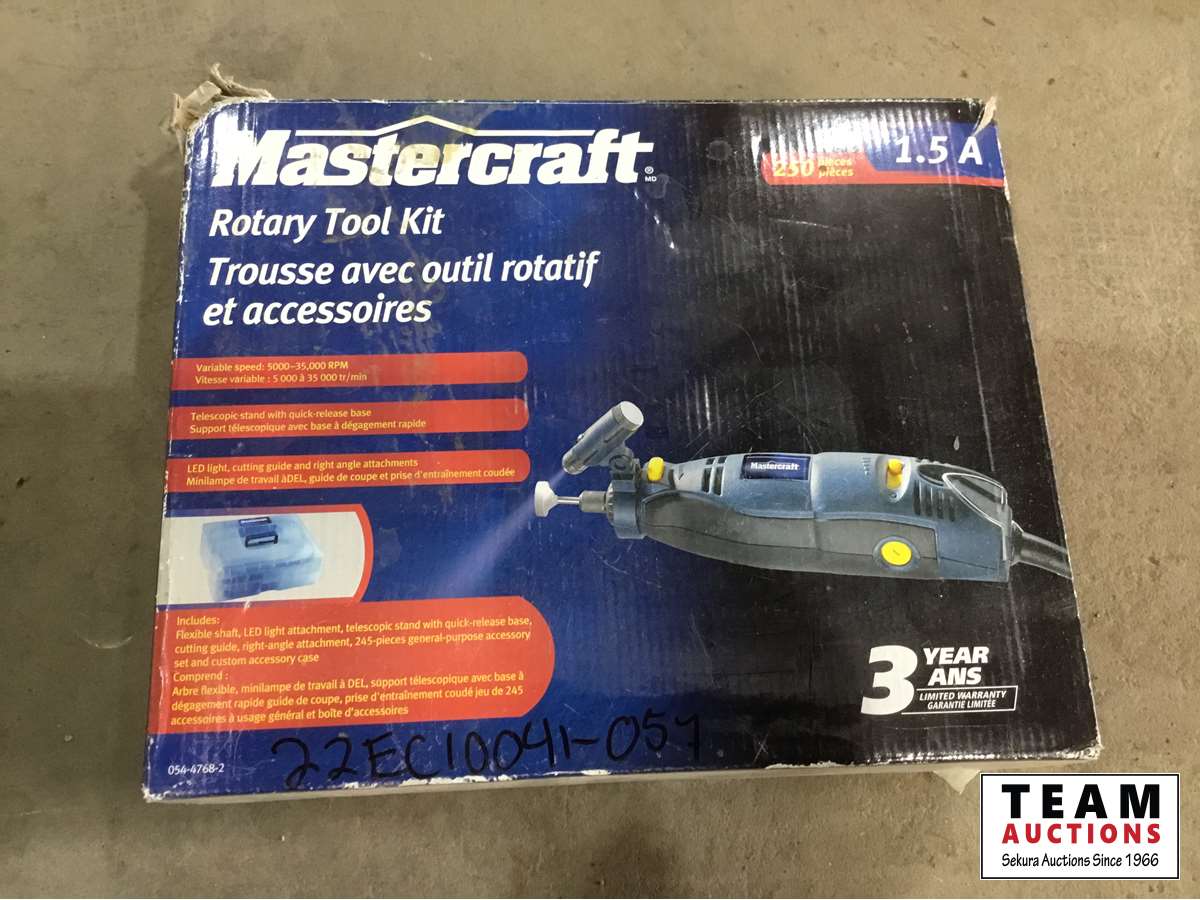 Mastercraft ® MD
250 pieces
pièces
1.5 A
Rotary Tool Kit
Trousse avec outil rotatif
et accessoires
Variable speed: 5000–35,000 RPM
Vitesse variable : 5 000 à 35 000 tr/min
Telescopic stand with quick-release base
Support télescopique avec base à dégagement rapide
LED light, cutting guide and right angle attachments
Minilampe de travail àDEL, guide de coupe et prise d'entraînement coudée
Mastercraft
Includes:
Flexible shaft, LED light attachment, telescopic stand with quick-release base,
cutting guide, right-angle attachment, 245-pieces general-purpose accessory
set and custom accessory case
Comprend :
Arbre flexible, minilampe de travail à DEL, support télescopique avec base à
dégagement rapide guide de coupe, prise d'entraînement coudé jeu de 245
accessoires à usage général et boîte d'accessoires
3 YEAR
ANS
LIMITED WARRANTY
GARANTIE LIMITÉE
054-4768-2
22EC10041-057
TEAM
AUCTIONS
Sekura Auctions Since 1966